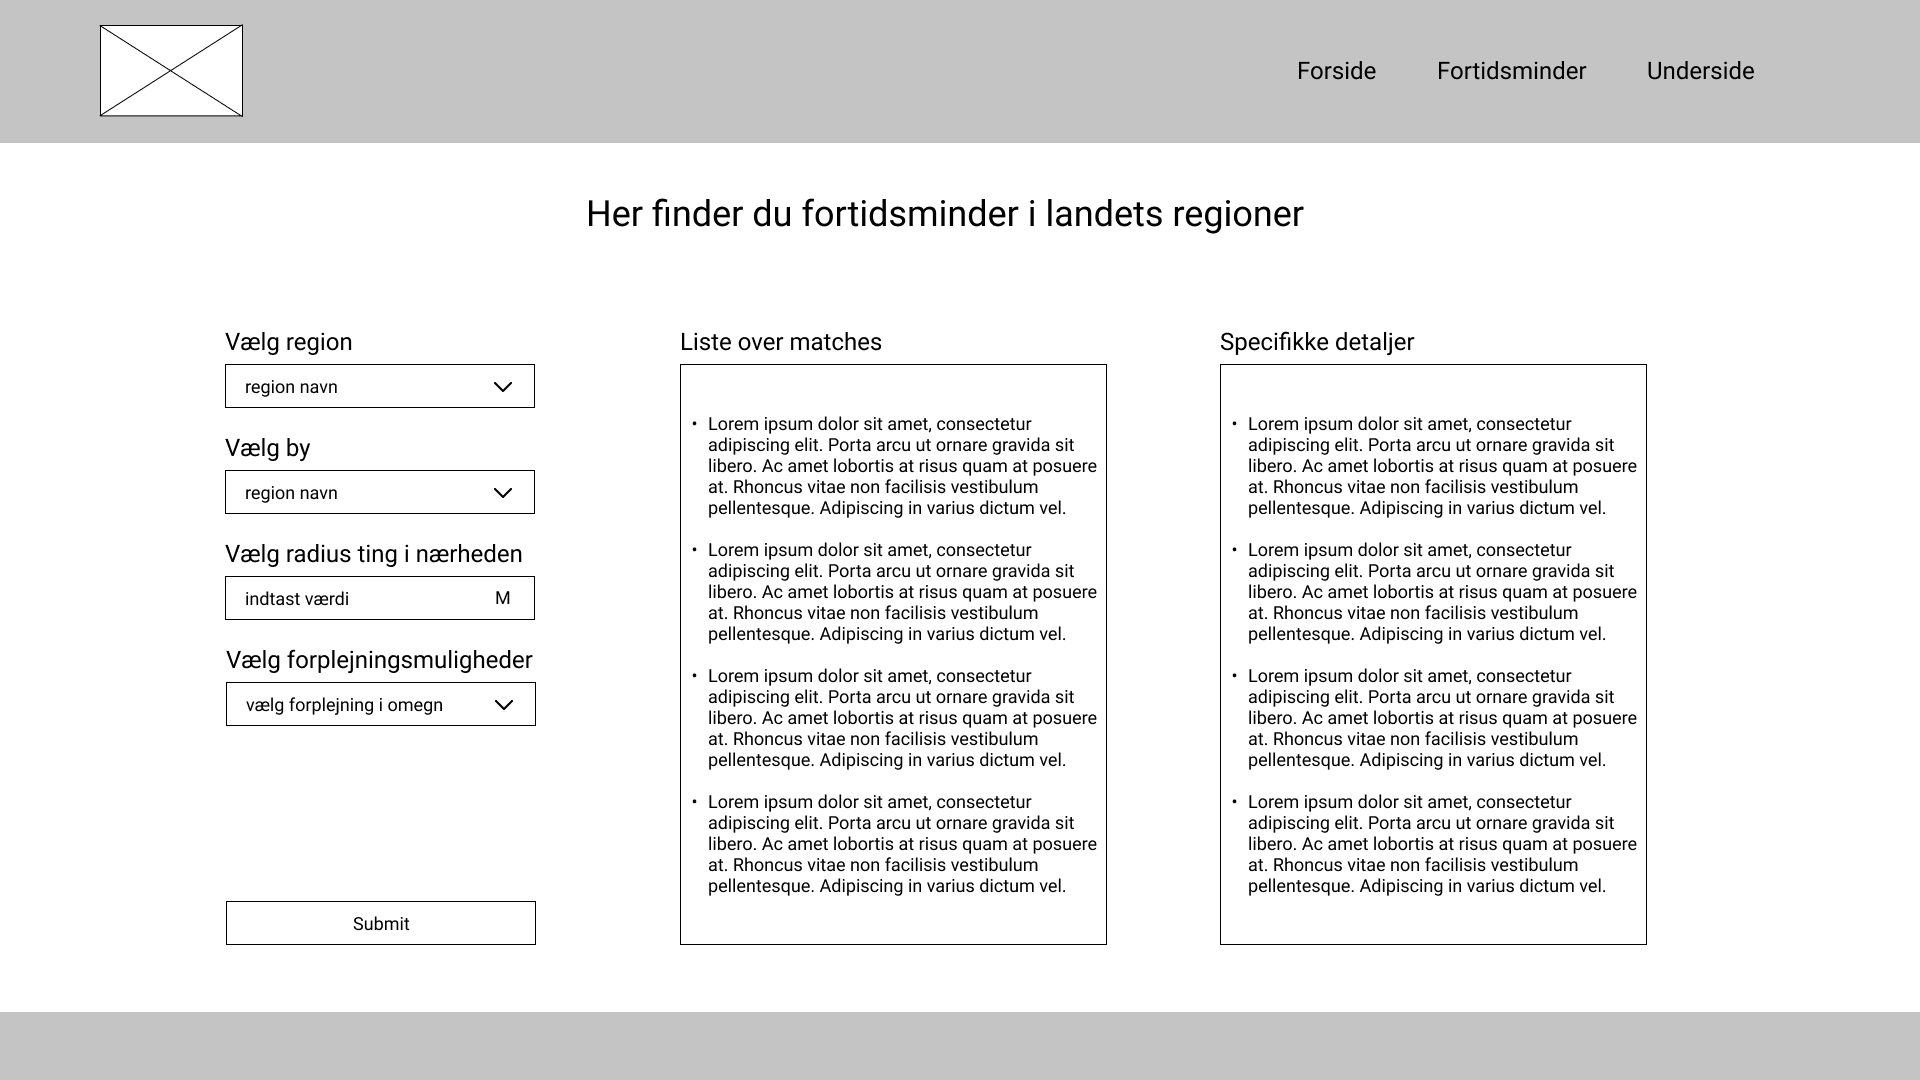 Forside
Fortidsminder
Underside
Her finder du fortidsminder i landets regioner
Vælg region
region navn
Vælg by
region navn
Vælg radius ting i nærheden
indtast værdi M
Vælg forplejningsmuligheder
vælg forplejning i omegn
Submit
Liste over matches
• Lorem ipsum dolor sit amet, consectetur
adipiscing elit. Porta arcu ut ornare gravida sit
libero. Ac amet lobortis at risus quam at posuere
at. Rhoncus vitae non facilisis vestibulum
pellentesque. Adipiscing in varius dictum vel.
• Lorem ipsum dolor sit amet, consectetur
adipiscing elit. Porta arcu ut ornare gravida sit
libero. Ac amet lobortis at risus quam at posuere
at. Rhoncus vitae non facilisis vestibulum
pellentesque. Adipiscing in varius dictum vel.
• Lorem ipsum dolor sit amet, consectetur
adipiscing elit. Porta arcu ut ornare gravida sit
libero. Ac amet lobortis at risus quam at posuere
at. Rhoncus vitae non facilisis vestibulum
pellentesque. Adipiscing in varius dictum vel.
• Lorem ipsum dolor sit amet, consectetur
adipiscing elit. Porta arcu ut ornare gravida sit
libero. Ac amet lobortis at risus quam at posuere
at. Rhoncus vitae non facilisis vestibulum
pellentesque. Adipiscing in varius dictum vel.
Specifikke detaljer
• Lorem ipsum dolor sit amet, consectetur
adipiscing elit. Porta arcu ut ornare gravida sit
libero. Ac amet lobortis at risus quam at posuere
at. Rhoncus vitae non facilisis vestibulum
pellentesque. Adipiscing in varius dictum vel.
• Lorem ipsum dolor sit amet, consectetur
adipiscing elit. Porta arcu ut ornare gravida sit
libero. Ac amet lobortis at risus quam at posuere
at. Rhoncus vitae non facilisis vestibulum
pellentesque. Adipiscing in varius dictum vel.
• Lorem ipsum dolor sit amet, consectetur
adipiscing elit. Porta arcu ut ornare gravida sit
libero. Ac amet lobortis at risus quam at posuere
at. Rhoncus vitae non facilisis vestibulum
pellentesque. Adipiscing in varius dictum vel.
• Lorem ipsum dolor sit amet, consectetur
adipiscing elit. Porta arcu ut ornare gravida sit
libero. Ac amet lobortis at risus quam at posuere
at. Rhoncus vitae non facilisis vestibulum
pellentesque. Adipiscing in varius dictum vel.